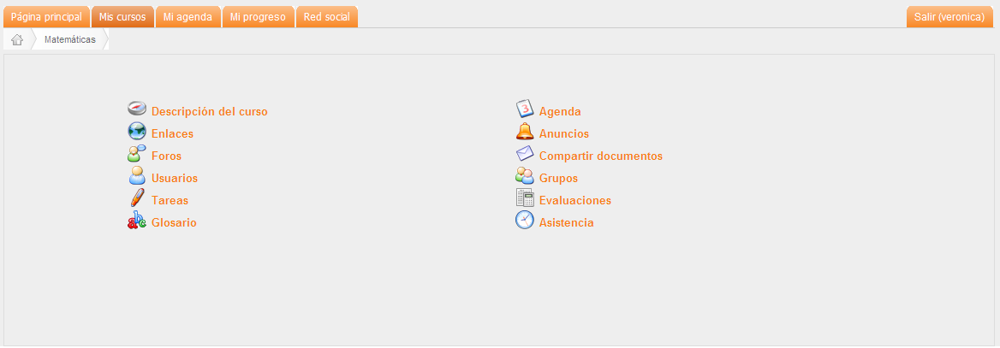 Página principal Mis cursos Mi agenda Mi progreso Red social Salir (veronica)
Matemáticas
Descripción del curso
Enlaces
Foros
Usuarios
Tareas
Glosario
3 Agenda
Anuncios
Compartir documentos
Grupos
Evaluaciones
Asistencia